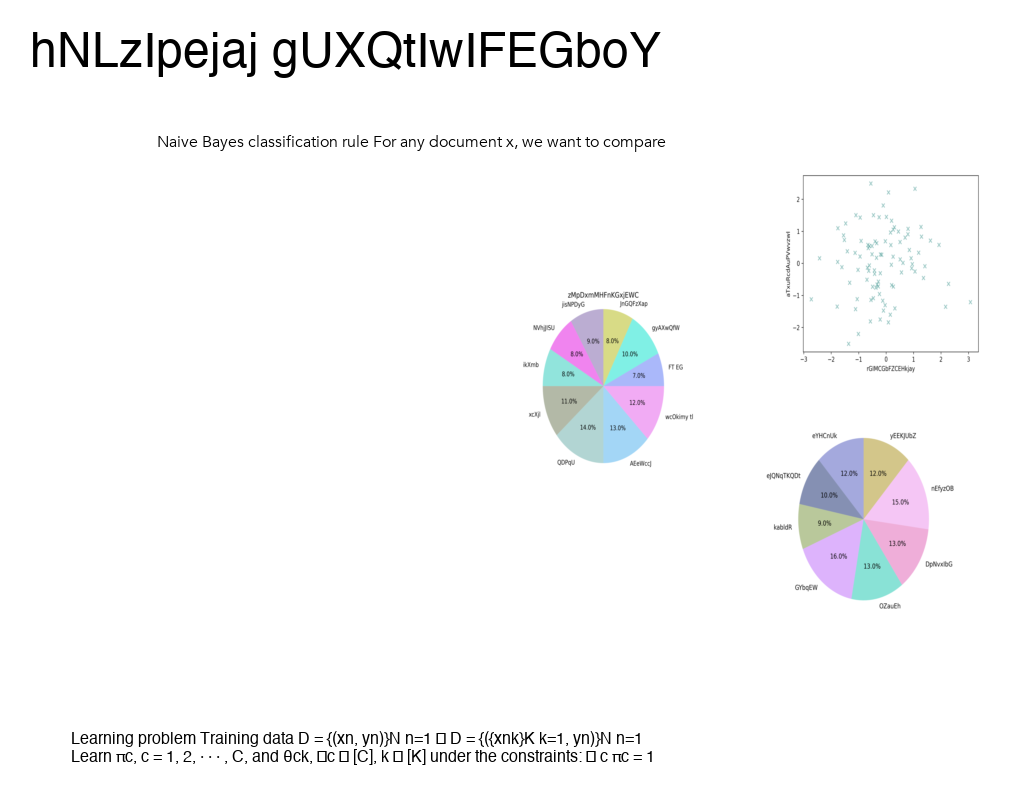 hNLzIpejaj gUXQtIwIFEGboY
Naive Bayes classification rule For any document x, we want to compare
zMpDxmMHFnKGxjEWC
jisNPDyG
JnGQFzXap
NVhjJlSU
gyAXwQfW
ikXmb
FT EG
9.0%
8.0%
8.0%
10.0%
8.0%
7.0%
11.0%
12.0%
14.0%
13.0%
xcXjl
wcOkimy tl
QDPqU
AEeWccJ
2
1
0
−1
−2
−3
−2
−1
0
1
2
3
rGlMCGbFZCEHkjay
eYHCnUk
yEEKJUbZ
eJQNqTKQDt
nEfyzOB
kabldR
DpNvxlbG
GYbqEW
OZauEh
12.0%
12.0%
10.0%
15.0%
9.0%
13.0%
16.0%
13.0%
Learning problem Training data D = {(xn, yn)}N n=1 □ D = {({xnk}K k=1, yn)}N n=1
Learn πc, c = 1, 2, · · · , C, and θck, □c □ [C], k □ [K] under the constraints: □ c πc = 1